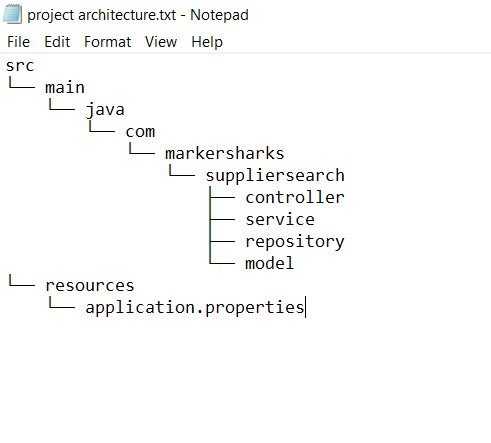 project architecture.txt - Notepad
File Edit Format View Help
src
└── main
    └── java
        └── com
            └── markersharks
                └── suppliersearch
                    ├── controller
                    ├── service
                    ├── repository
                    └── model
└── resources
    └── application.properties